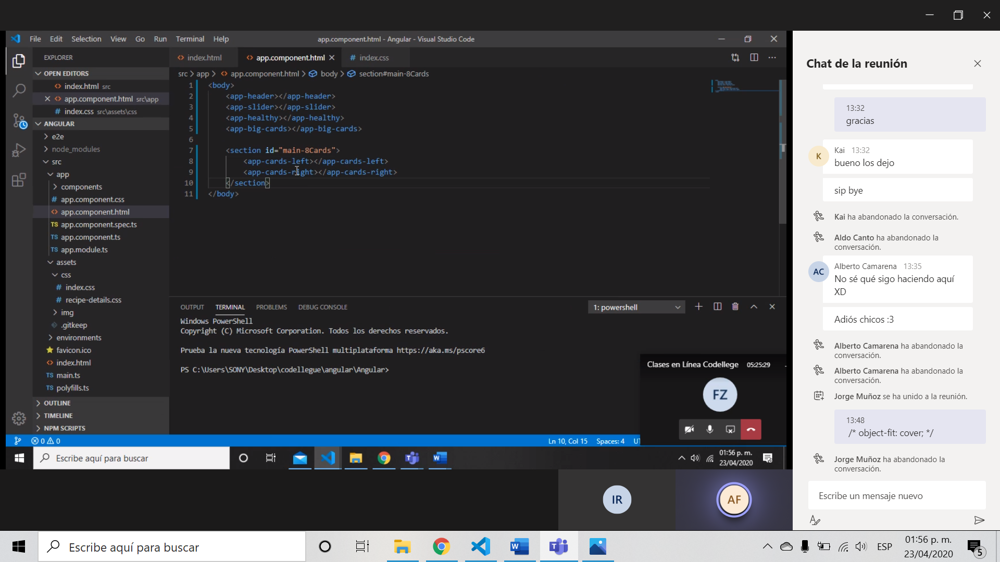 File Edit Selection View Go Run Terminal Help
app.component.html - Angular - Visual Studio Code
EXPLORER
OPEN EDITORS
index.html src
app.component.html src\app
index.css src\assets\css
ANGULAR
e2e
node_modules
src
app
components
app.component.css
app.component.html
app.component.spec.ts
app.component.ts
app.module.ts
assets
css
index.css
recipe-details.css
img
.gitkeep
environments
favicon.ico
index.html
main.ts
polyfills.ts
OUTLINE
TIMELINE
NPM SCRIPTS
index.html
app.component.html
index.css
src > app > app.component.html > body > section#main-8Cards
1 <body>
2 <app-header></app-header>
3 <app-slider></app-slider>
4 <app-healthy></app-healthy>
5 <app-big-cards></app-big-cards>
6
7 <section id="main-8Cards">
8 <app-cards-left></app-cards-left>
9 <app-cards-right></app-cards-right>
10 </section>
11 </body>
OUTPUT TERMINAL PROBLEMS DEBUG CONSOLE
1: powershell
Windows PowerShell
Copyright (C) Microsoft Corporation. Todos los derechos reservados.
Prueba la nueva tecnología PowerShell multiplataforma https://aka.ms/pscore6
PS C:\Users\SONY\Desktop\codellegue\angular\Angular>
Clases en Línea Codellege 05:25:29
FZ
0 0
Ln 10, Col 15 Spaces: 4
Escribe aquí para buscar
01:56 p. m.
23/04/2020
IR
AF
Chat de la reunión
13:32
gracias
K
Kai 13:32
bueno los dejo
sip bye
Kai ha abandonado la conversación.
Aldo Canto ha abandonado la
conversación.
AC
Alberto Camarena 13:35
No sé qué sigo haciendo aquí
XD
Adiós chicos :3
Alberto Camarena ha abandonado la
conversación.
Alberto Camarena ha abandonado la
conversación.
Jorge Muñoz se ha unido a la reunión.
13:48
/* object-fit: cover; */
Jorge Muñoz ha abandonado la
conversación.
Escribe un mensaje nuevo
Escribe aquí para buscar
ESP
01:56 p. m.
23/04/2020
5